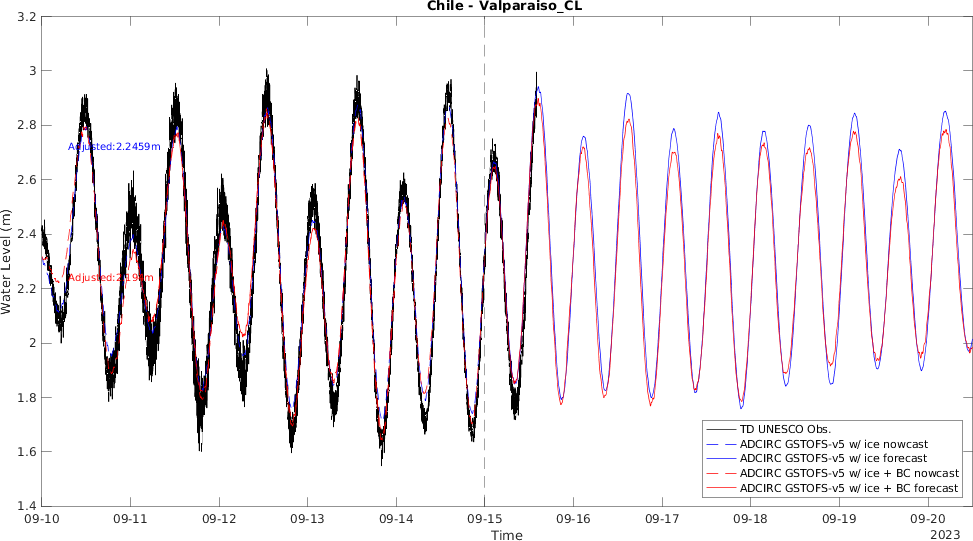 Chile - Valparaiso_CL
3.2
3
2.8
2.6
2.4
2.2
2
1.8
1.6
1.4
Water Level (m)
Adjusted:2.2459m
09-10
09-11
09-12
09-13
09-14
09-15
09-16
09-17
09-18
09-19
09-20
2023
Time
TD UNESCO Obs.
ADCIRC GSTOFS-v5 w/ ice nowcast
ADCIRC GSTOFS-v5 w/ ice forecast
ADCIRC GSTOFS-v5 w/ ice + BC nowcast
ADCIRC GSTOFS-v5 w/ ice + BC forecast